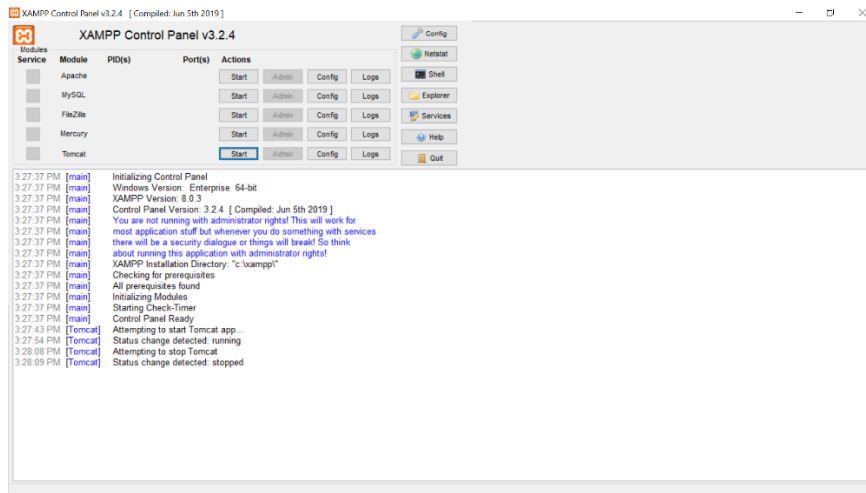 XAMPP Control Panel v3.2.4 [ Compiled: Jun 5th 2019 ]
XAMPP Control Panel v3.2.4
Config
Modules
Netstat
Service Module PID(s) Port(s) Actions
Apache Start Admin Config Logs
Shell
MySQL Start Admin Config Logs
Explorer
FileZilla Start Admin Config Logs
Services
Mercury Start Admin Config Logs
Help
Tomcat Start Admin Config Logs
Quit
3:27:37 PM [main] Initializing Control Panel
3:27:37 PM [main] Windows Version: Enterprise 64-bit
3:27:37 PM [main] XAMPP Version: 8.0.3
3:27:37 PM [main] Control Panel Version: 3.2.4 [ Compiled: Jun 5th 2019 ]
3:27:37 PM [main] You are not running with administrator rights! This will work for
3:27:37 PM [main] most application stuff but whenever you do something with services
3:27:37 PM [main] there will be a security dialogue or things will break! So think
3:27:37 PM [main] about running this application with administrator rights!
3:27:37 PM [main] XAMPP Installation Directory: "c:\xampp\"
3:27:37 PM [main] Checking for prerequisites
3:27:37 PM [main] All prerequisites found
3:27:37 PM [main] Initializing Modules
3:27:37 PM [main] Starting Check-Timer
3:27:37 PM [main] Control Panel Ready
3:27:43 PM [Tomcat] Attempting to start Tomcat app...
3:27:54 PM [Tomcat] Status change detected: running
3:28:08 PM [Tomcat] Attempting to stop Tomcat
3:28:09 PM [Tomcat] Status change detected: stopped